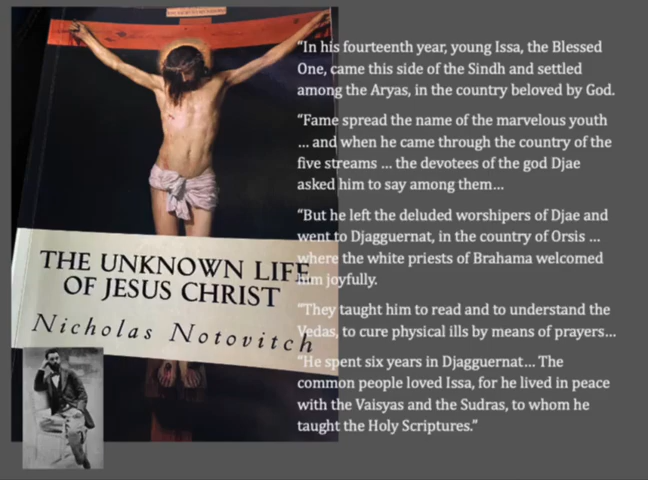 THE UNKNOWN LIFE
OF JESUS CHRIST
Nicholas Notovitch
“In his fourteenth year, young Issa, the Blessed
One, came this side of the Sindh and settled
among the Aryas, in the country beloved by God.
“Fame spread the name of the marvelous youth
... and when he came through the country of the
five streams ... the devotees of the god Djae
asked him to say among them...
“But he left the deluded worshipers of Djae and
went to Djagguernat, in the country of Orsis ...
where the white priests of Brahama welcomed
him joyfully.
“They taught him to read and to understand the
Vedas, to cure physical ills by means of prayers...
“He spent six years in Djagguernat... The
common people loved Issa, for he lived in peace
with the Vaisyas and the Sudras, to whom he
taught the Holy Scriptures.”